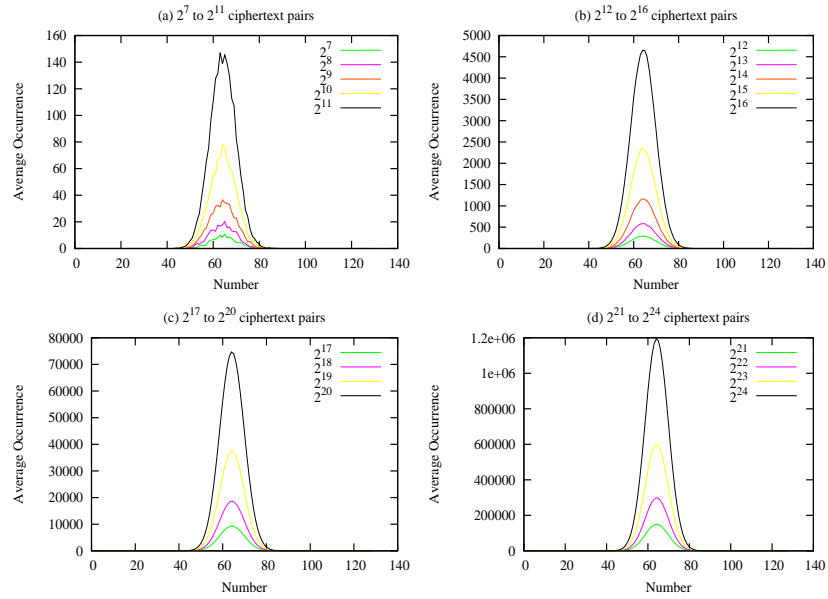 (a) 2^7 to 2^11 ciphertext pairs
160
140
120
100
80
60
40
20
0
0 20 40 60 80 100 120 140
Average Occurrence
Number
2^7
2^8
2^9
2^10
2^11
(b) 2^12 to 2^16 ciphertext pairs
5000
4500
4000
3500
3000
2500
2000
1500
1000
500
0
0 20 40 60 80 100 120 140
Average Occurrence
Number
2^12
2^13
2^14
2^15
2^16
(c) 2^17 to 2^20 ciphertext pairs
80000
70000
60000
50000
40000
30000
20000
10000
0
0 20 40 60 80 100 120 140
Average Occurrence
Number
2^17
2^18
2^19
2^20
(d) 2^21 to 2^24 ciphertext pairs
1.2e+06
1e+06
800000
600000
400000
200000
0
0 20 40 60 80 100 120 140
Average Occurrence
Number
2^21
2^22
2^23
2^24